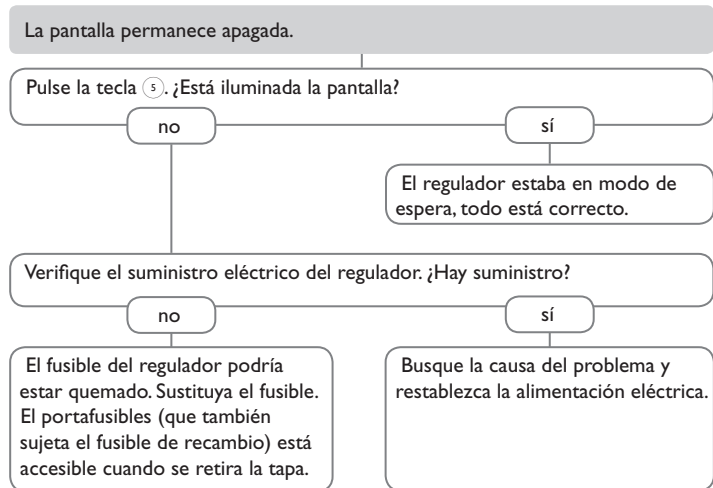 La pantalla permanece apagada.
Pulse la tecla 5. ¿Está iluminada la pantalla?
no
sí
El regulador estaba en modo de
espera, todo está correcto.
Verifique el suministro eléctrico del regulador. ¿Hay suministro?
no
sí
El fusible del regulador podría
estar quemado. Sustituya el fusible.
El portafusibles (que también
sujeta el fusible de recambio) está
accesible cuando se retira la tapa.
Busque la causa del problema y
restablezca la alimentación eléctrica.